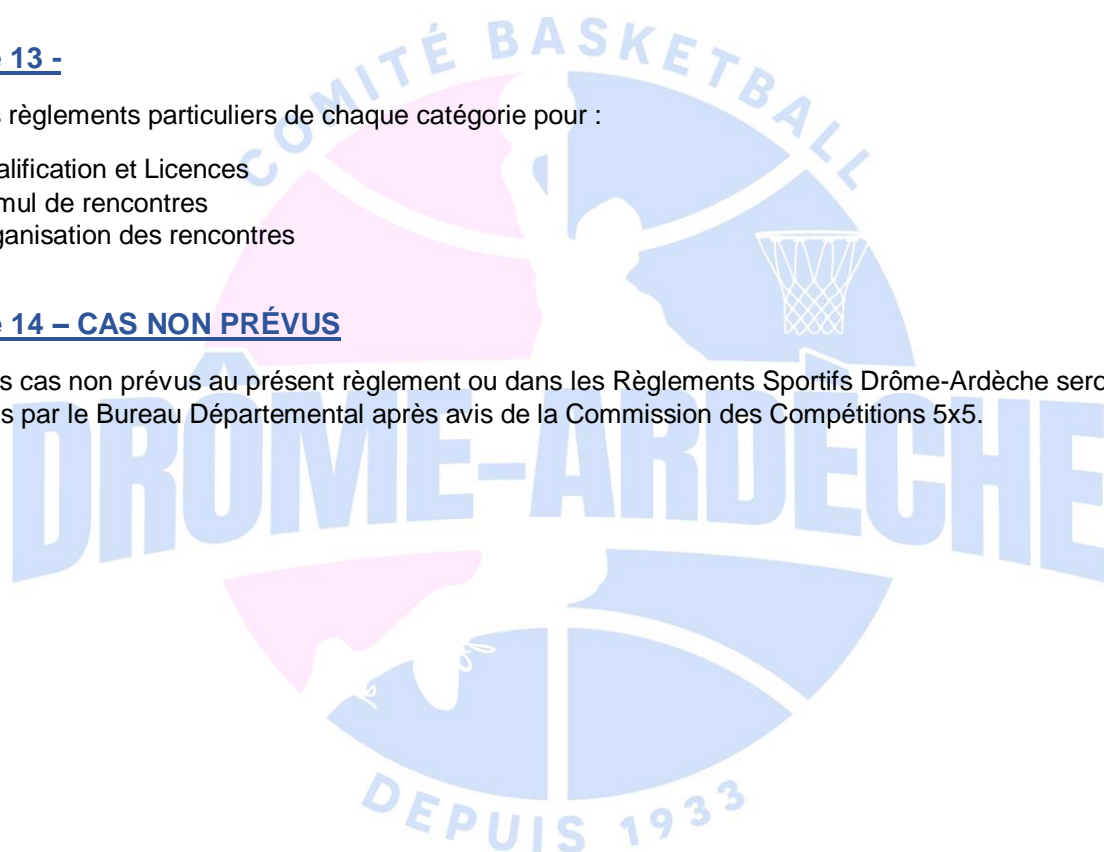 COMITÉ BASKETBALL
e 13 -
s règlements particuliers de chaque catégorie pour :
alification et Licences
mul de rencontres
ganisation des rencontres
e 14 – CAS NON PRÉVUS
s cas non prévus au présent règlement ou dans les Règlements Sportifs Drôme-Ardèche sero
s par le Bureau Départemental après avis de la Commission des Compétitions 5x5.
DRÔME-ARDÈCHE
DEPUIS 1933